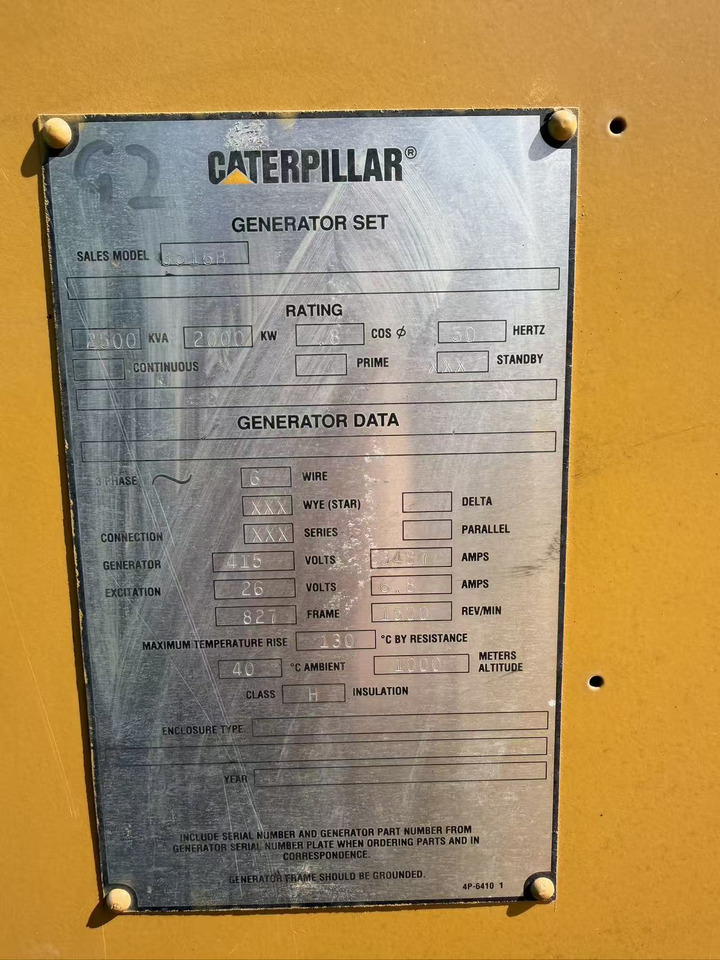 G2
CATERPILLAR®
GENERATOR SET
SALES MODEL 3516B
RATING
2500 KVA 2000 KW .8 COS ø 50 HERTZ
CONTINUOUS PRIME XXX STANDBY
GENERATOR DATA
3 PHASE ~ 6 WIRE
XXX WYE (STAR) DELTA
CONNECTION XXX SERIES PARALLEL
GENERATOR 415 VOLTS AMPS
EXCITATION 26 VOLTS 6.8 AMPS
827 FRAME 1500 REV/MIN
MAXIMUM TEMPERATURE RISE 130 °C BY RESISTANCE
40 °C AMBIENT 1000 METERS ALTITUDE
CLASS H INSULATION
ENCLOSURE TYPE
YEAR
INCLUDE SERIAL NUMBER AND GENERATOR PART NUMBER FROM
GENERATOR SERIAL NUMBER PLATE WHEN ORDERING PARTS AND IN
CORRESPONDENCE.
GENERATOR FRAME SHOULD BE GROUNDED.
4P-6410 1